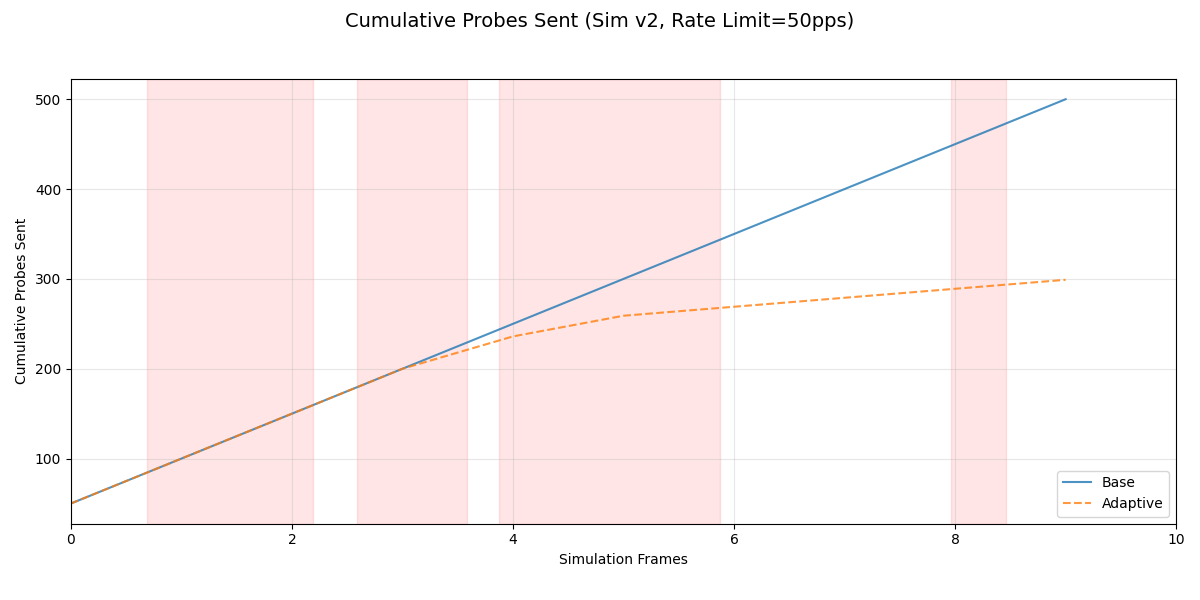 Cumulative Probes Sent (Sim v2, Rate Limit=50pps)
500
400
300
200
100
Cumulative Probes Sent
Base
Adaptive
0 2 4 6 8 10
Simulation Frames